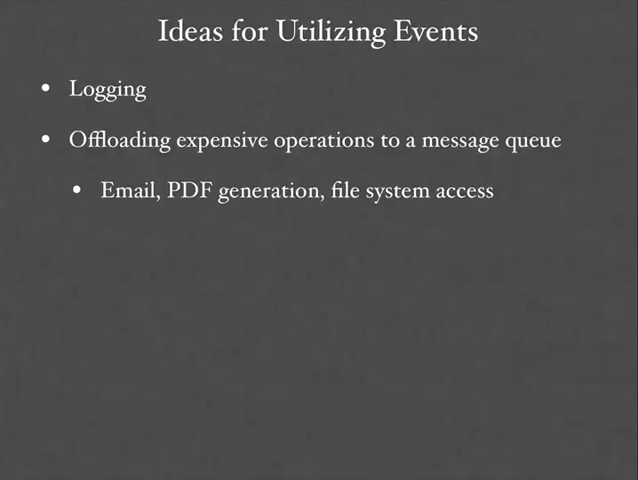 Ideas for Utilizing Events
• Logging
• Offloading expensive operations to a message queue
• Email, PDF generation, file system access